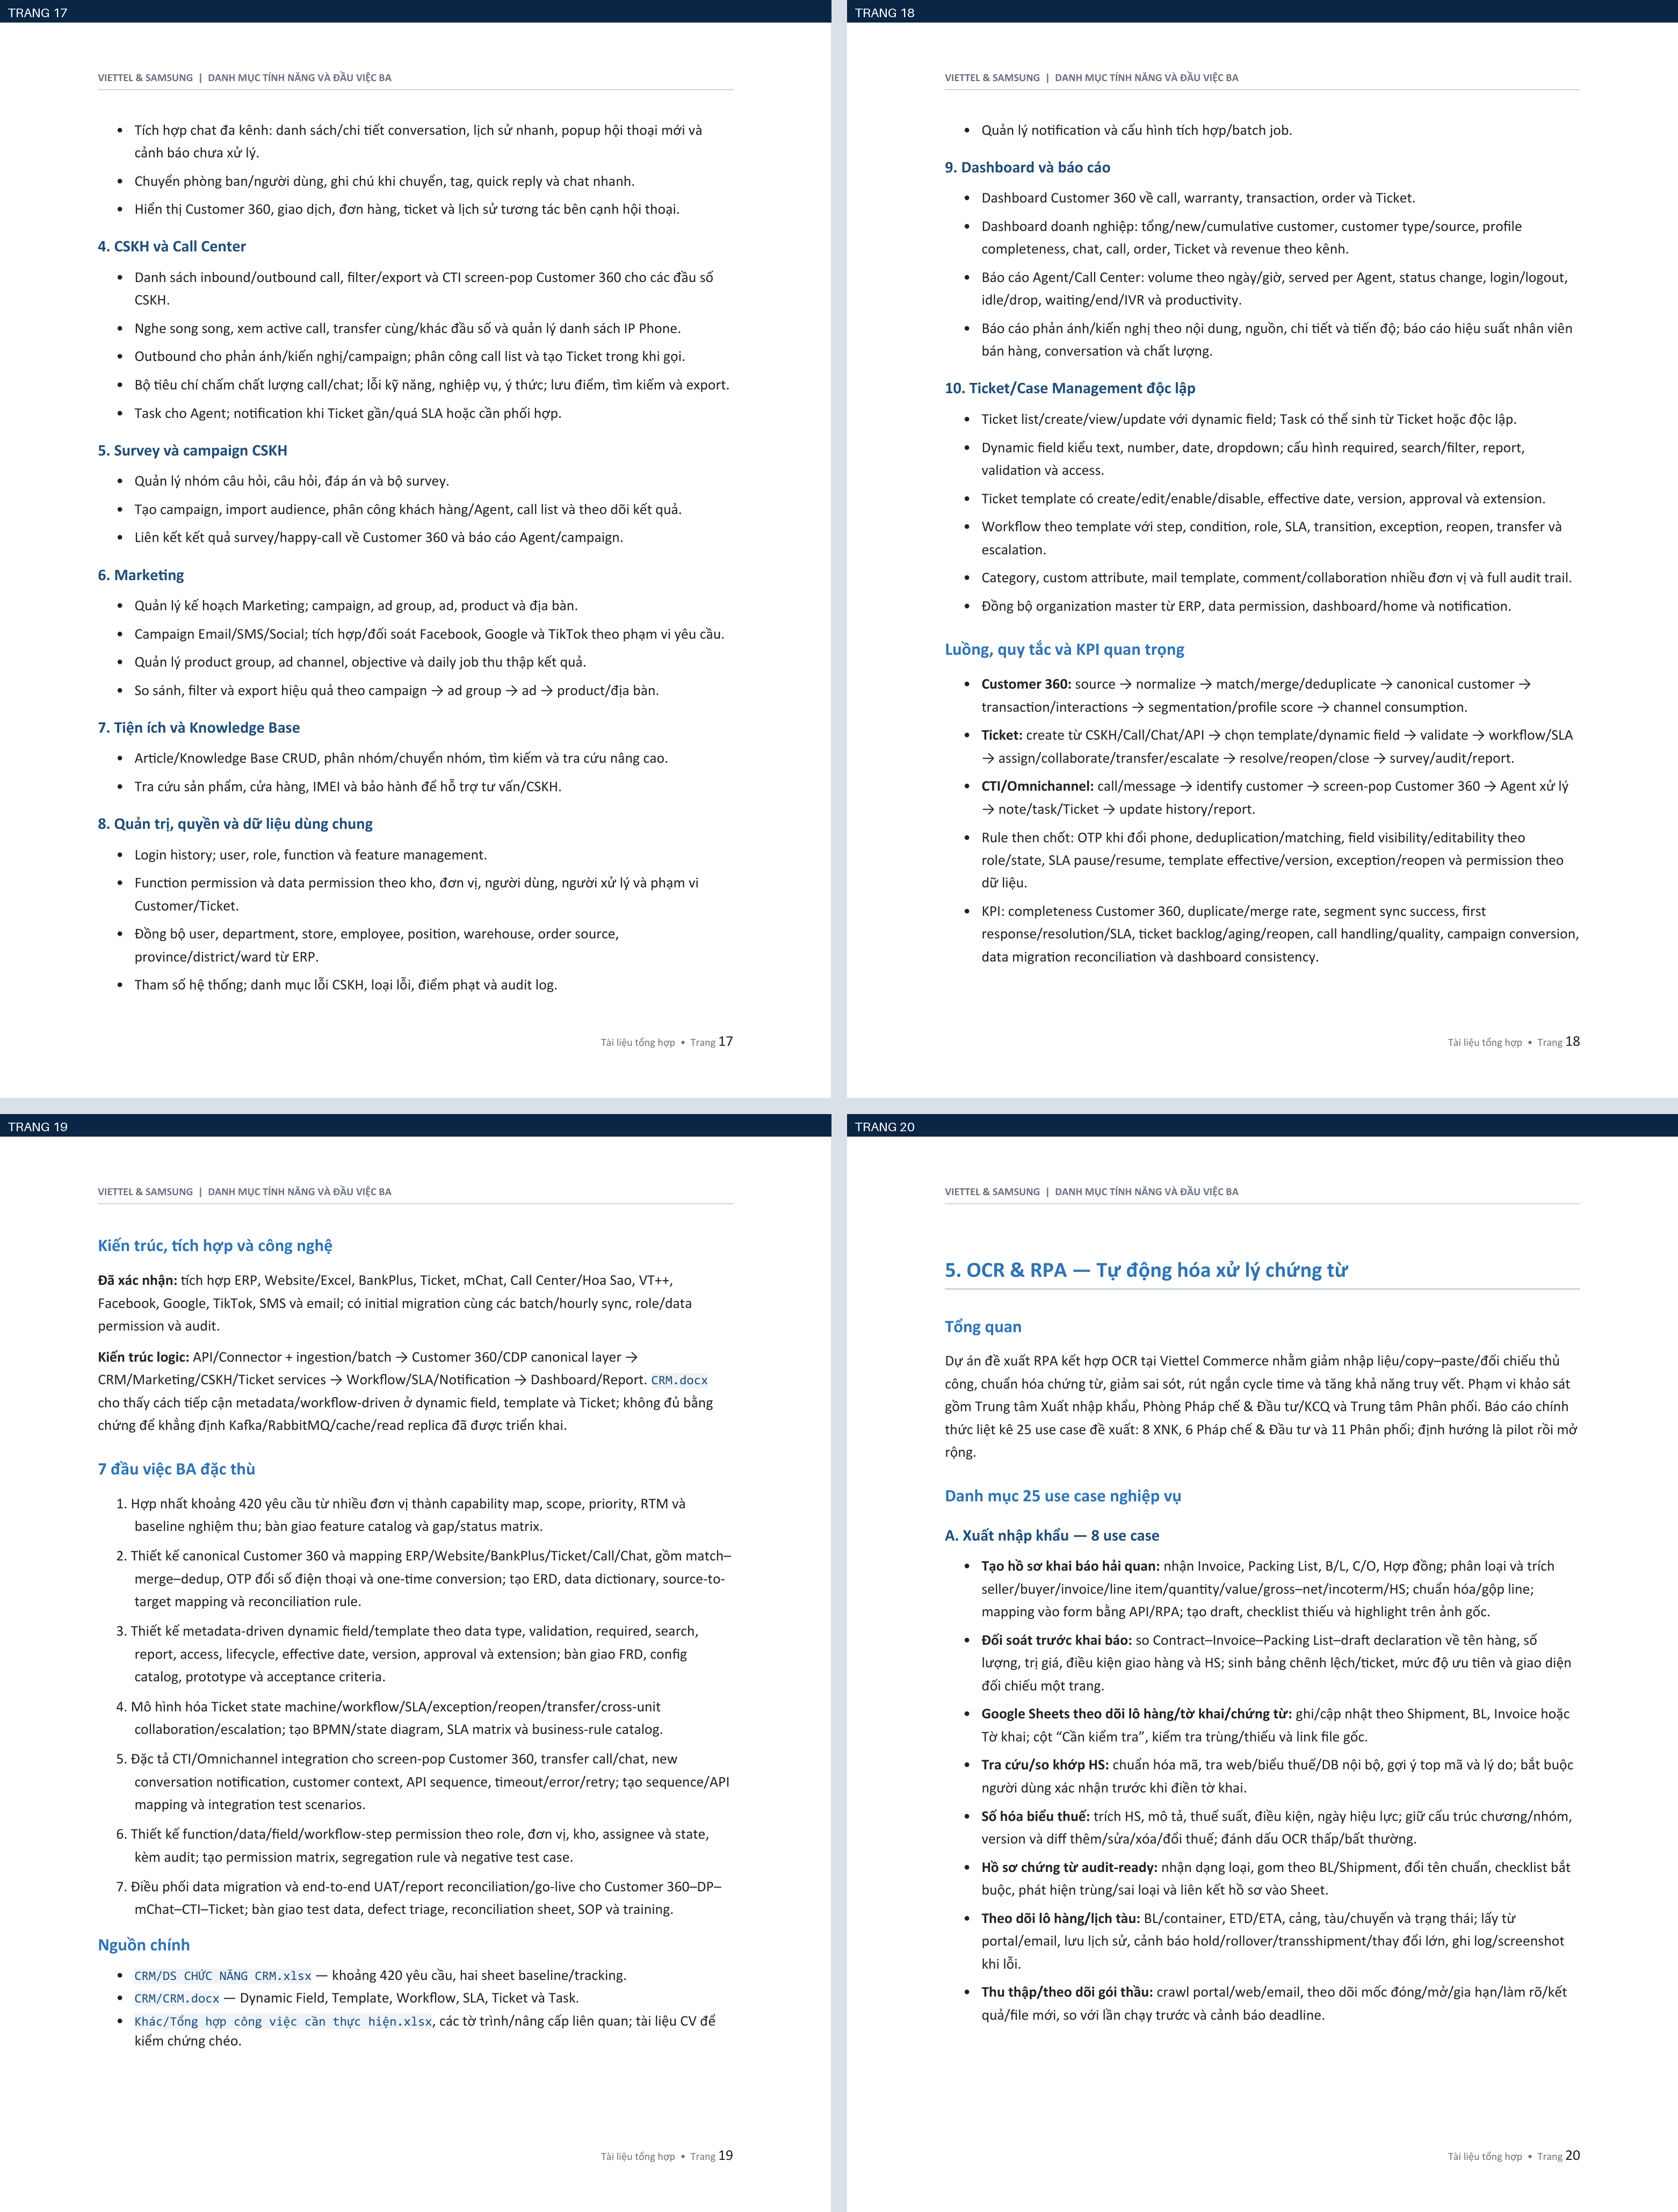 TRANG 17
VIETTEL & SAMSUNG | DANH MỤC TÍNH NĂNG VÀ ĐẦU VIỆC BA
• Tích hợp chat đa kênh: danh sách/chi tiết conversation, lịch sử nhanh, popup hội thoại mới và
cảnh báo chưa xử lý.
• Chuyển phòng ban/người dùng, ghi chú khi chuyển, tag, quick reply và chat nhanh.
• Hiển thị Customer 360, giao dịch, đơn hàng, ticket và lịch sử tương tác bên cạnh hội thoại.
4. CSKH và Call Center
• Danh sách inbound/outbound call, filter/export và CTI screen-pop Customer 360 cho các đầu số
CSKH.
• Nghe song song, xem active call, transfer cùng/khác đầu số và quản lý danh sách IP Phone.
• Outbound cho phản ánh/kiến nghị/campaign; phân công call list và tạo Ticket trong khi gọi.
• Bộ tiêu chí chấm chất lượng call/chat; lỗi kỹ năng, nghiệp vụ, ý thức; lưu điểm, tìm kiếm và export.
• Task cho Agent; notification khi Ticket gần/quá SLA hoặc cần phối hợp.
5. Survey và campaign CSKH
• Quản lý nhóm câu hỏi, câu hỏi, đáp án và bộ survey.
• Tạo campaign, import audience, phân công khách hàng/Agent, call list và theo dõi kết quả.
• Liên kết kết quả survey/happy-call về Customer 360 và báo cáo Agent/campaign.
6. Marketing
• Quản lý kế hoạch Marketing; campaign, ad group, ad, product và địa bàn.
• Campaign Email/SMS/Social; tích hợp/đối soát Facebook, Google và TikTok theo phạm vi yêu cầu.
• Quản lý product group, ad channel, objective và daily job thu thập kết quả.
• So sánh, filter và export hiệu quả theo campaign → ad group → ad → product/địa bàn.
7. Tiện ích và Knowledge Base
• Article/Knowledge Base CRUD, phân nhóm/chuyển nhóm, tìm kiếm và tra cứu nâng cao.
• Tra cứu sản phẩm, cửa hàng, IMEI và bảo hành để hỗ trợ tư vấn/CSKH.
8. Quản trị, quyền và dữ liệu dùng chung
• Login history; user, role, function và feature management.
• Function permission và data permission theo kho, đơn vị, người dùng, người xử lý và phạm vi
Customer/Ticket.
• Đồng bộ user, department, store, employee, position, warehouse, order source,
province/district/ward từ ERP.
• Tham số hệ thống; danh mục lỗi CSKH, loại lỗi, điểm phạt và audit log.
Tài liệu tổng hợp • Trang 17
TRANG 18
VIETTEL & SAMSUNG | DANH MỤC TÍNH NĂNG VÀ ĐẦU VIỆC BA
• Quản lý notification và cấu hình tích hợp/batch job.
9. Dashboard và báo cáo
• Dashboard Customer 360 về call, warranty, transaction, order và Ticket.
• Dashboard doanh nghiệp: tổng/new/cumulative customer, customer type/source, profile
completeness, chat, call, order, Ticket và revenue theo kênh.
• Báo cáo Agent/Call Center: volume theo ngày/giờ, served per Agent, status change, login/logout,
idle/drop, waiting/end/IVR và productivity.
• Báo cáo phản ánh/kiến nghị theo nội dung, nguồn, chi tiết và tiến độ; báo cáo hiệu suất nhân viên
bán hàng, conversation và chất lượng.
10. Ticket/Case Management độc lập
• Ticket list/create/view/update với dynamic field; Task có thể sinh từ Ticket hoặc độc lập.
• Dynamic field kiểu text, number, date, dropdown; cấu hình required, search/filter, report,
validation và access.
• Ticket template có create/edit/enable/disable, effective date, version, approval và extension.
• Workflow theo template với step, condition, role, SLA, transition, exception, reopen, transfer và
escalation.
• Category, custom attribute, mail template, comment/collaboration nhiều đơn vị và full audit trail.
• Đồng bộ organization master từ ERP, data permission, dashboard/home và notification.
Luồng, quy tắc và KPI quan trọng
• Customer 360: source → normalize → match/merge/deduplicate → canonical customer →
transaction/interactions → segmentation/profile score → channel consumption.
• Ticket: create từ CSKH/Call/Chat/API → chọn template/dynamic field → validate → workflow/SLA
→ assign/collaborate/transfer/escalate → resolve/reopen/close → survey/audit/report.
• CTI/Omnichannel: call/message → identify customer → screen-pop Customer 360 → Agent xử lý
→ note/task/Ticket → update history/report.
• Rule then chốt: OTP khi đổi phone, deduplication/matching, field visibility/editability theo
role/state, SLA pause/resume, template effective/version, exception/reopen và permission theo
dữ liệu.
• KPI: completeness Customer 360, duplicate/merge rate, segment sync success, first
response/resolution/SLA, ticket backlog/aging/reopen, call handling/quality, campaign conversion,
data migration reconciliation và dashboard consistency.
Tài liệu tổng hợp • Trang 18
TRANG 19
VIETTEL & SAMSUNG | DANH MỤC TÍNH NĂNG VÀ ĐẦU VIỆC BA
Kiến trúc, tích hợp và công nghệ
Đã xác nhận: tích hợp ERP, Website/Excel, BankPlus, Ticket, mChat, Call Center/Hoa Sao, VT++,
Facebook, Google, TikTok, SMS và email; có initial migration cùng các batch/hourly sync, role/data
permission và audit.
Kiến trúc logic: API/Connector + ingestion/batch → Customer 360/CDP canonical layer →
CRM/Marketing/CSKH/Ticket services → Workflow/SLA/Notification → Dashboard/Report. CRM.docx
cho thấy cách tiếp cận metadata/workflow-driven ở dynamic field, template và Ticket; không đủ bằng
chứng để khẳng định Kafka/RabbitMQ/cache/read replica đã được triển khai.
7 đầu việc BA đặc thù
1. Hợp nhất khoảng 420 yêu cầu từ nhiều đơn vị thành capability map, scope, priority, RTM và
baseline nghiệm thu; bàn giao feature catalog và gap/status matrix.
2. Thiết kế canonical Customer 360 và mapping ERP/Website/BankPlus/Ticket/Call/Chat, gồm match–
merge–dedup, OTP đổi số điện thoại và one-time conversion; tạo ERD, data dictionary, source-to-
target mapping và reconciliation rule.
3. Thiết kế metadata-driven dynamic field/template theo data type, validation, required, search,
report, access, lifecycle, effective date, version, approval và extension; bàn giao FRD, config
catalog, prototype và acceptance criteria.
4. Mô hình hóa Ticket state machine/workflow/SLA/exception/reopen/transfer/cross-unit
collaboration/escalation; tạo BPMN/state diagram, SLA matrix và business-rule catalog.
5. Đặc tả CTI/Omnichannel integration cho screen-pop Customer 360, transfer call/chat, new
conversation notification, customer context, API sequence, timeout/error/retry; tạo sequence/API
mapping và integration test scenarios.
6. Thiết kế function/data/field/workflow-step permission theo role, đơn vị, kho, assignee và state,
kèm audit; tạo permission matrix, segregation rule và negative test case.
7. Điều phối data migration và end-to-end UAT/report reconciliation/go-live cho Customer 360–DP–
mChat–CTI–Ticket; bàn giao test data, defect triage, reconciliation sheet, SOP và training.
Nguồn chính
• CRM/DS CHỨC NĂNG CRM.xlsx — khoảng 420 yêu cầu, hai sheet baseline/tracking.
• CRM/CRM.docx — Dynamic Field, Template, Workflow, SLA, Ticket và Task.
• Khác/Tổng hợp công việc cần thực hiện.xlsx, các tờ trình/nâng cấp liên quan; tài liệu CV để
kiểm chứng chéo.
Tài liệu tổng hợp • Trang 19
TRANG 20
VIETTEL & SAMSUNG | DANH MỤC TÍNH NĂNG VÀ ĐẦU VIỆC BA
5. OCR & RPA — Tự động hóa xử lý chứng từ
Tổng quan
Dự án đề xuất RPA kết hợp OCR tại Viettel Commerce nhằm giảm nhập liệu/copy–paste/đối chiếu thủ
công, chuẩn hóa chứng từ, giảm sai sót, rút ngắn cycle time và tăng khả năng truy vết. Phạm vi khảo sát
gồm Trung tâm Xuất nhập khẩu, Phòng Pháp chế & Đầu tư/KCQ và Trung tâm Phân phối. Báo cáo chính
thức liệt kê 25 use case đề xuất: 8 XNK, 6 Pháp chế & Đầu tư và 11 Phân phối; định hướng là pilot rồi mở
rộng.
Danh mục 25 use case nghiệp vụ
A. Xuất nhập khẩu — 8 use case
• Tạo hồ sơ khai báo hải quan: nhận Invoice, Packing List, B/L, C/O, Hợp đồng; phân loại và trích
seller/buyer/invoice/line item/quantity/value/gross–net/incoterm/HS; chuẩn hóa/gộp line;
mapping vào form bằng API/RPA; tạo draft, checklist thiếu và highlight trên ảnh gốc.
• Đối soát trước khai báo: so Contract–Invoice–Packing List–draft declaration về tên hàng, số
lượng, trị giá, điều kiện giao hàng và HS; sinh bảng chênh lệch/ticket, mức độ ưu tiên và giao diện
đối chiếu một trang.
• Google Sheets theo dõi lô hàng/tờ khai/chứng từ: ghi/cập nhật theo Shipment, BL, Invoice hoặc
Tờ khai; cột “Cần kiểm tra”, kiểm tra trùng/thiếu và link file gốc.
• Tra cứu/so khớp HS: chuẩn hóa mã, tra web/biểu thuế/DB nội bộ, gợi ý top mã và lý do; bắt buộc
người dùng xác nhận trước khi điền tờ khai.
• Số hóa biểu thuế: trích HS, mô tả, thuế suất, điều kiện, ngày hiệu lực; giữ cấu trúc chương/nhóm,
version và diff thêm/sửa/xóa/đổi thuế; đánh dấu OCR thấp/bất thường.
• Hồ sơ chứng từ audit-ready: nhận dạng loại, gom theo BL/Shipment, đổi tên chuẩn, checklist bắt
buộc, phát hiện trùng/sai loại và liên kết hồ sơ vào Sheet.
• Theo dõi lô hàng/lịch tàu: BL/container, ETD/ETA, cảng, tàu/chuyến và trạng thái; lấy từ
portal/email, lưu lịch sử, cảnh báo hold/rollover/transshipment/thay đổi lớn, ghi log/screenshot
khi lỗi.
• Thu thập/theo dõi gói thầu: crawl portal/web/email, theo dõi mốc đóng/mở/gia hạn/làm rõ/kết
quả/file mới, so với lần chạy trước và cảnh báo deadline.
Tài liệu tổng hợp • Trang 20